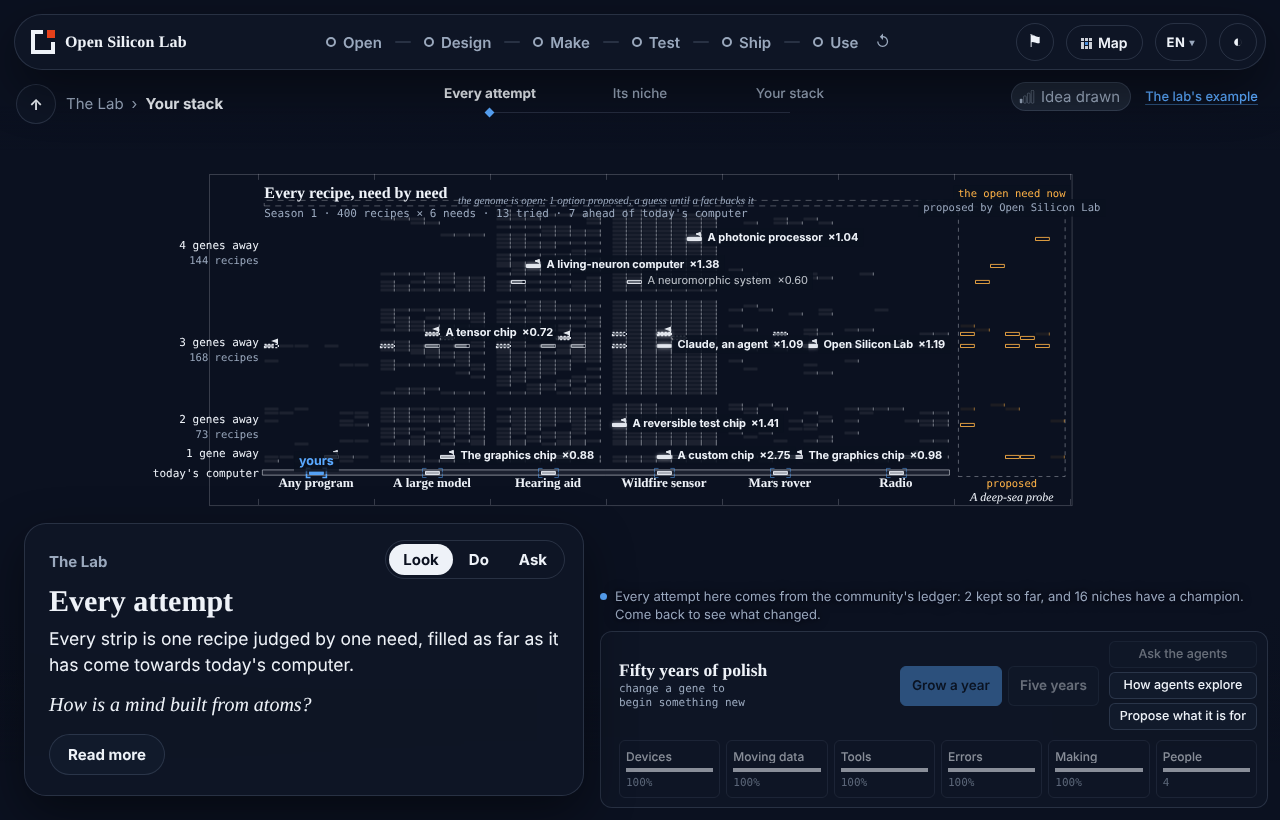 Open Silicon Lab
Open
Design
Make
Test
Ship
Use
Map
EN
The Lab › Your stack
Every attempt
Its niche
Your stack
Idea drawn
The lab's example
Every recipe, need by need
the genome is open: 1 option proposed, a guess until a fact backs it
Season 1 · 400 recipes × 6 needs · 13 tried · 7 ahead of today's computer
the open need now
proposed by Open Silicon Lab
4 genes away
144 recipes
A photonic processor ×1.04
A living-neuron computer ×1.38
A neuromorphic system ×0.60
3 genes away
168 recipes
A tensor chip ×0.72
Claude, an agent ×1.09
Open Silicon Lab ×1.19
2 genes away
73 recipes
A reversible test chip ×1.41
1 gene away
The graphics chip ×0.88
A custom chip ×2.75
The graphics chip ×0.98
yours
today's computer
Any program
A large model
Hearing aid
Wildfire sensor
Mars rover
Radio
proposed
A deep-sea probe
The Lab
Look
Do
Ask
Every attempt
Every strip is one recipe judged by one need, filled as far as it
has come towards today's computer.
How is a mind built from atoms?
Read more
Every attempt here comes from the community's ledger: 2 kept so far, and 16 niches have a champion.
Come back to see what changed.
Fifty years of polish
change a gene to
begin something new
Grow a year
Five years
Ask the agents
How agents explore
Propose what it is for
Devices
100%
Moving data
100%
Tools
100%
Errors
100%
Making
100%
People
4